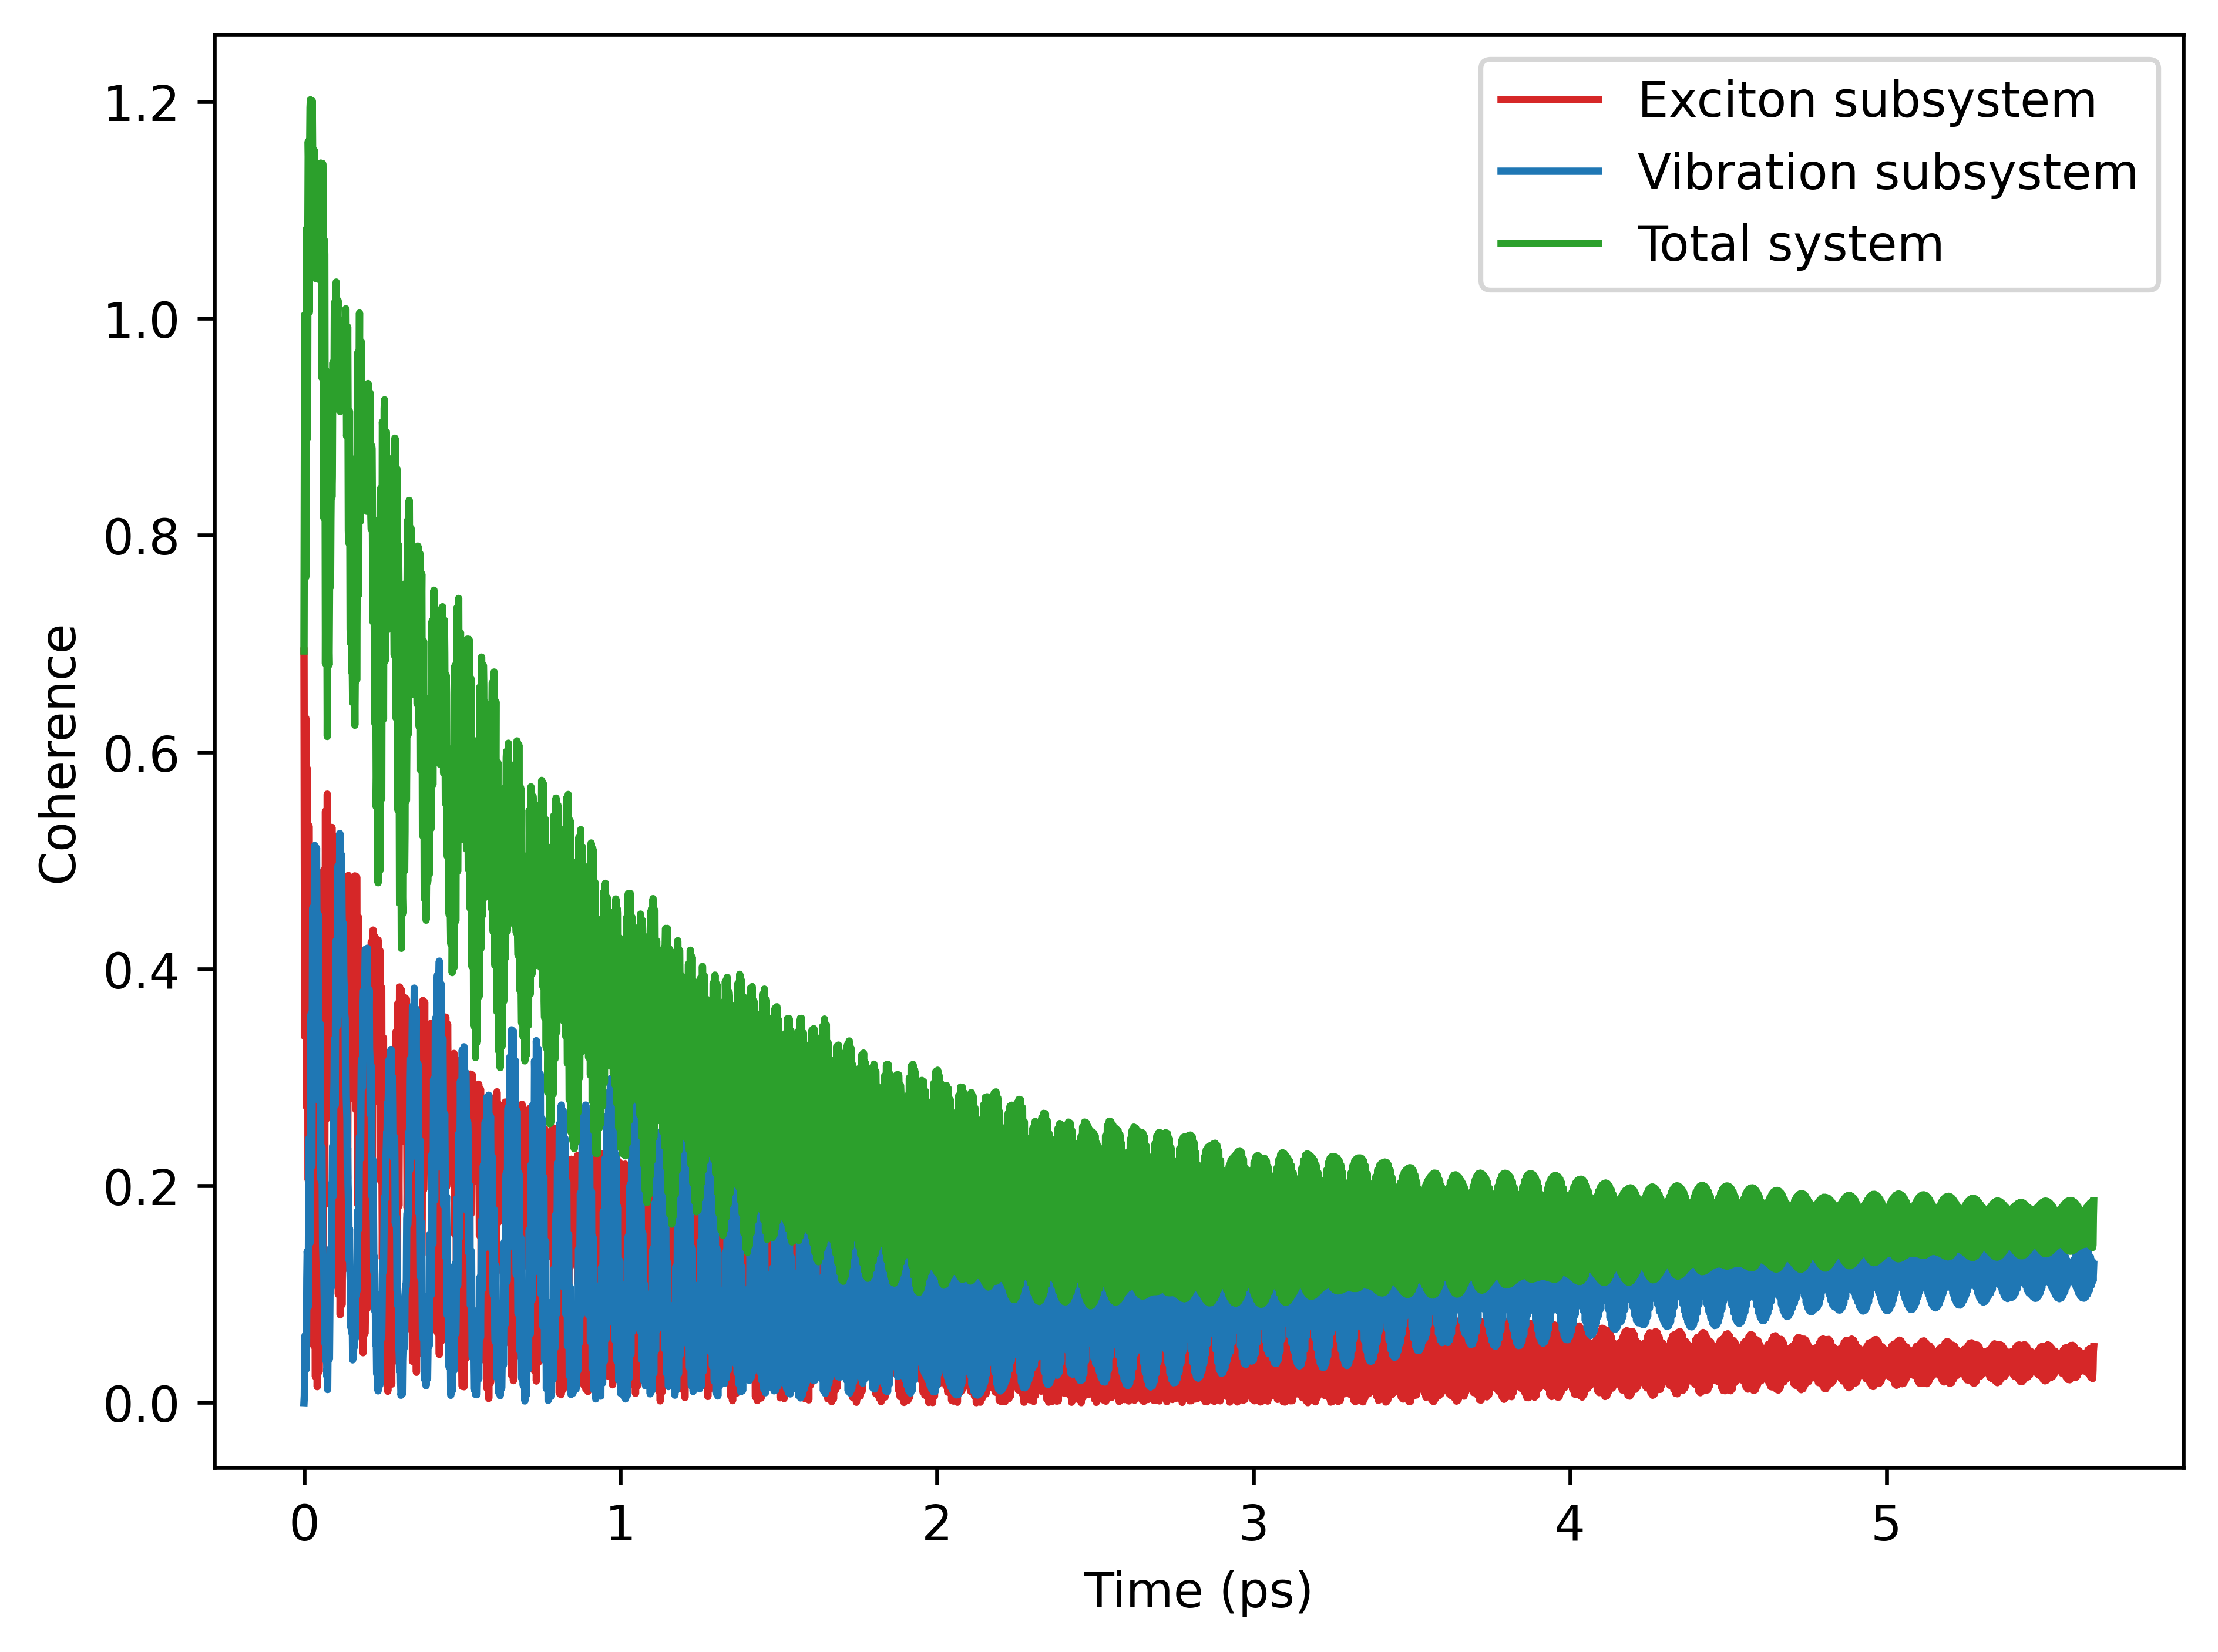 1.2
1.0
0.8
0.6
0.4
0.2
0.0
Coherence
0
1
2
3
4
5
Time (ps)
Exciton subsystem
Vibration subsystem
Total system